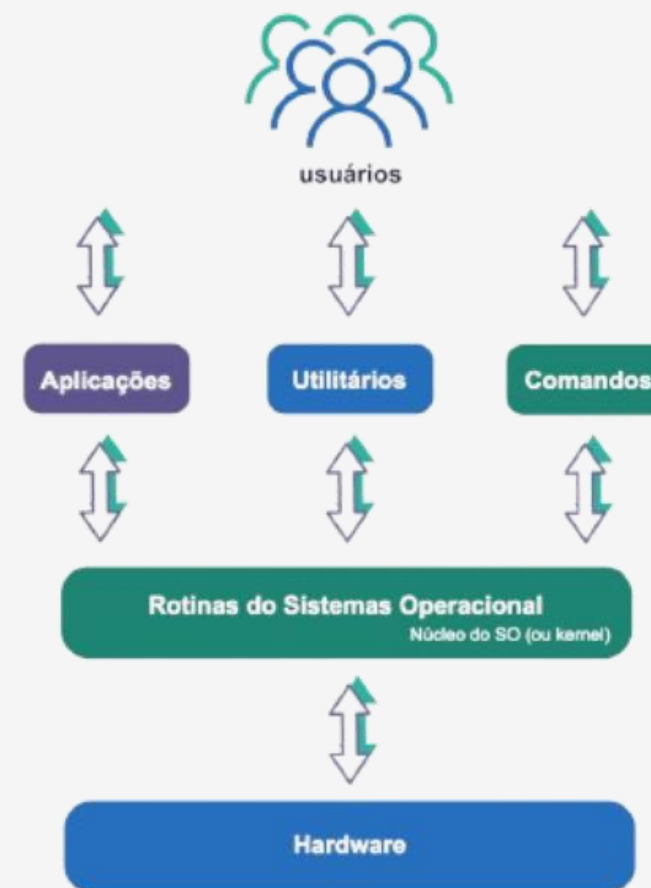 usuários
Aplicações
Utilitários
Comandos
Rotinas do Sistemas Operacional
Núcleo do SO (ou kernel)
Hardware